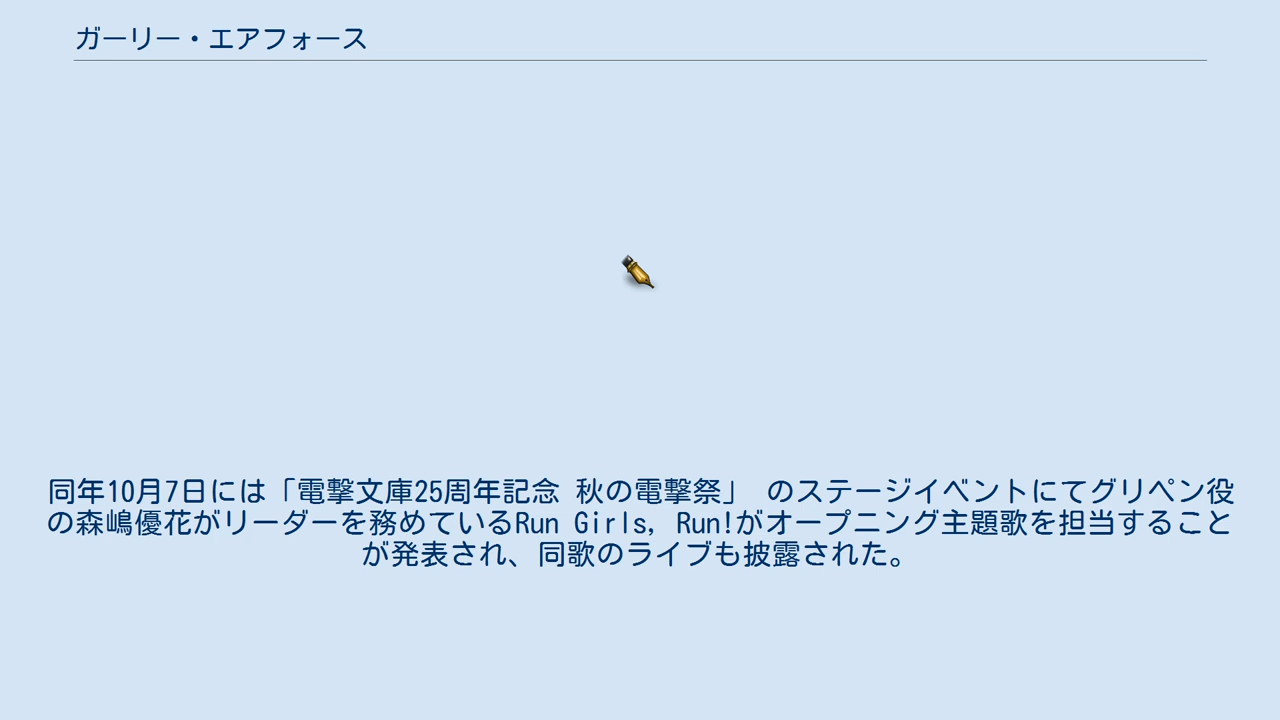 ガーリー・エアフォース
同年10月7日には「電撃文庫25周年記念 秋の電撃祭」 のステージイベントにてグリペン役
の森嶋優花がリーダーを務めているRun Girls, Run!がオープニング主題歌を担当すること
が発表され、同歌のライブも披露された。